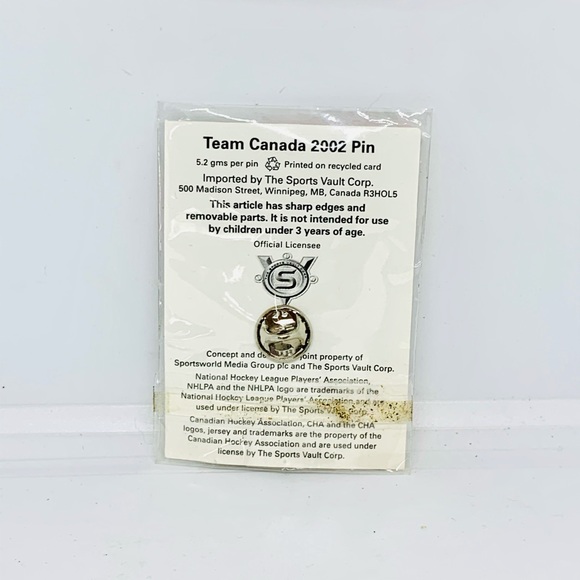 Team Canada 2002 Pin
5.2 gms per pin Printed on recycled card
Imported by The Sports Vault Corp.
500 Madison Street, Winnipeg, MB, Canada R3HOL5
This article has sharp edges and
removable parts. It is not intended for use
by children under 3 years of age.
Official Licensee
S
Concept and de joint property of
Sportsworld Media Group plc and The Sports Vault Corp.
National Hockey League Players' Association,
NHLPA and the NHLPA logo are trademarks of the
National Hockey League Players' Association and are
used under license by The Sports Vault Corp.
Canadian Hockey Association, CHA and the CHA
logos, jersey and trademarks are the property of the
Canadian Hockey Association and are used under
license by The Sports Vault Corp.